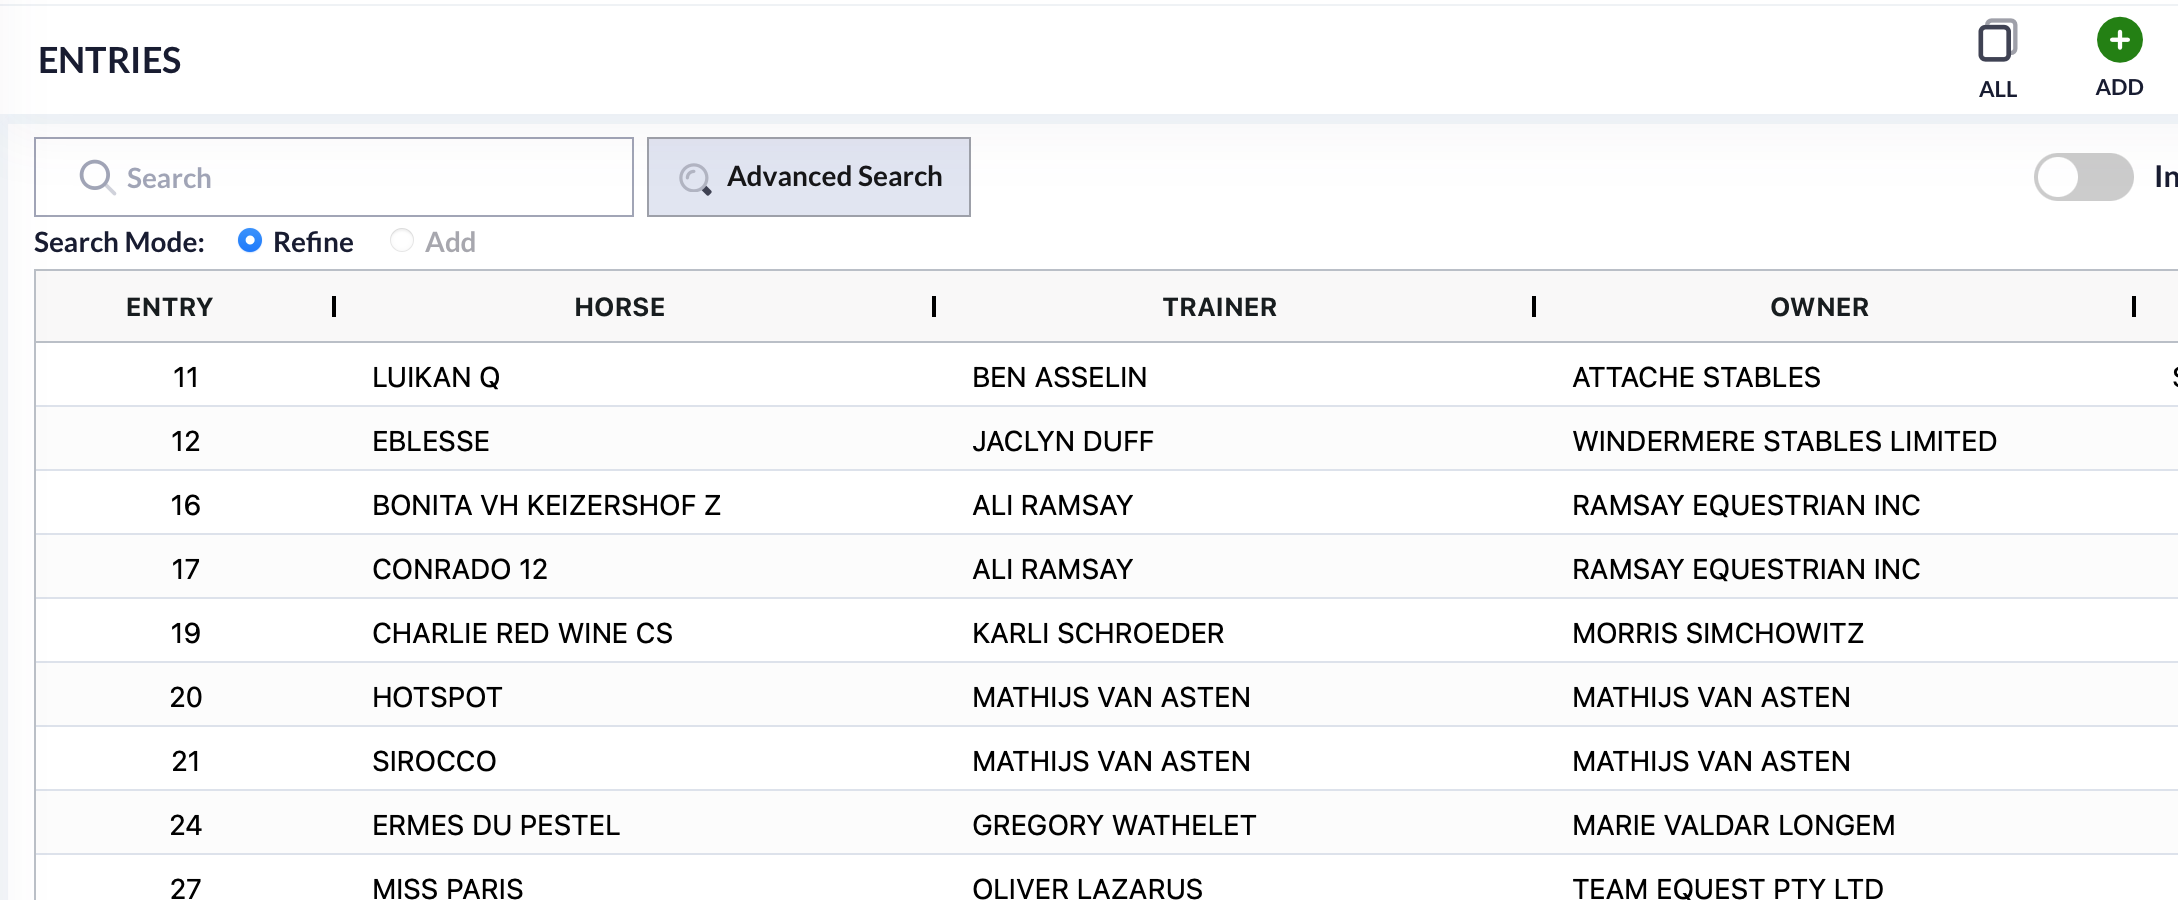 ENTRIES
ALL
ADD
Search
Advanced Search
In
Search Mode: Refine Add
ENTRY HORSE TRAINER OWNER
11 LUIKAN Q BEN ASSELIN ATTACHE STABLES
12 EBLESSE JACLYN DUFF WINDERMERE STABLES LIMITED
16 BONITA VH KEIZERSHOF Z ALI RAMSAY RAMSAY EQUESTRIAN INC
17 CONRADO 12 ALI RAMSAY RAMSAY EQUESTRIAN INC
19 CHARLIE RED WINE CS KARLI SCHROEDER MORRIS SIMCHOWITZ
20 HOTSPOT MATHIJS VAN ASTEN MATHIJS VAN ASTEN
21 SIROCCO MATHIJS VAN ASTEN MATHIJS VAN ASTEN
24 ERMES DU PESTEL GREGORY WATHELET MARIE VALDAR LONGEM
27 MISS PARIS OLIVER LAZARUS TEAM EQUEST PTY LTD